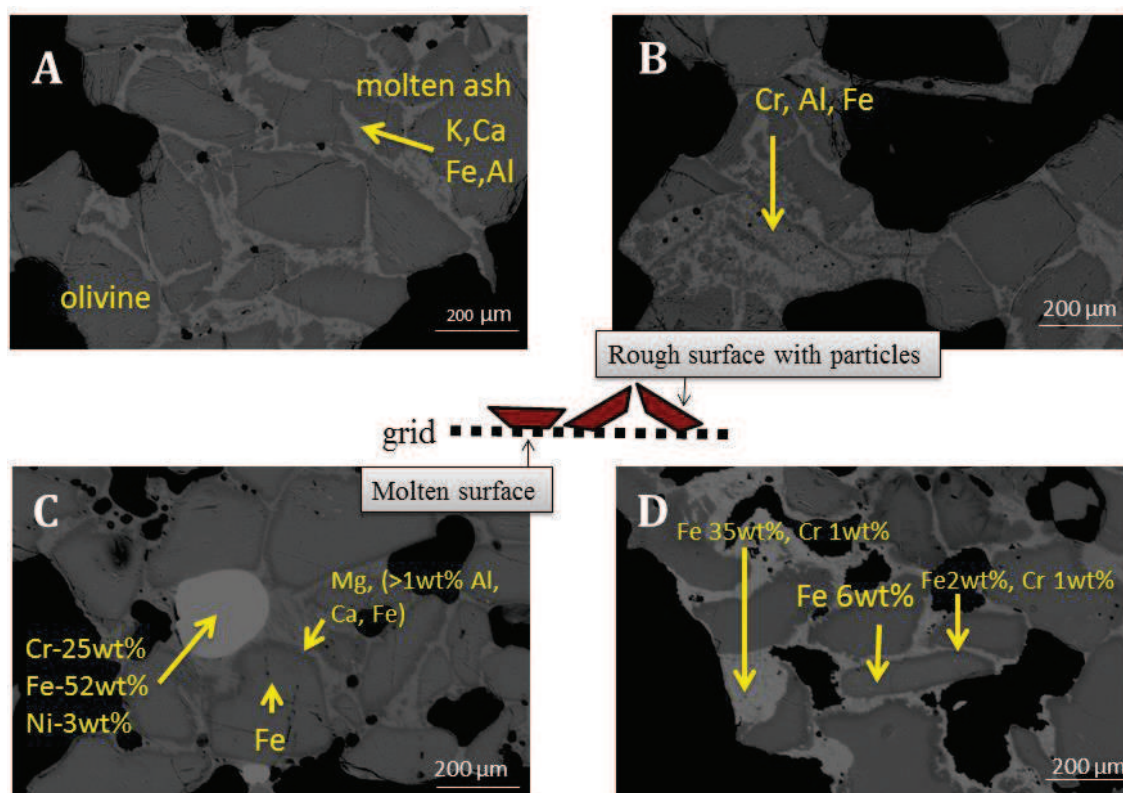 A
molten ash
K,Ca
Fe,Al
olivine
200 μm
B
Cr, Al, Fe
200 μm
Rough surface with particles
grid
Molten surface
C
Mg, (>1wt% Al,
Ca, Fe)
Cr-25wt%
Fe-52wt%
Ni-3wt%
Fe
200 μm
D
Fe 35wt%, Cr 1wt%
Fe 6wt%
Fe2wt%, Cr 1wt%
200 μm